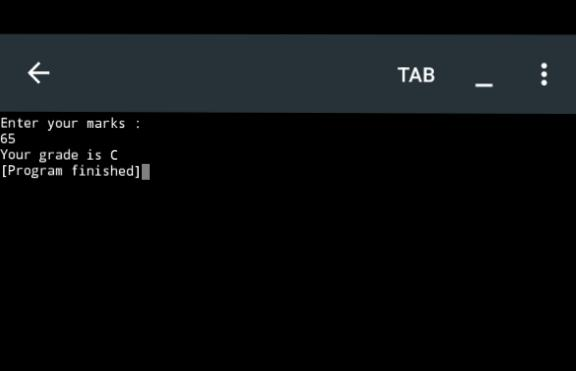 TAB
Enter your marks :
65
Your grade is C
[Program finished]